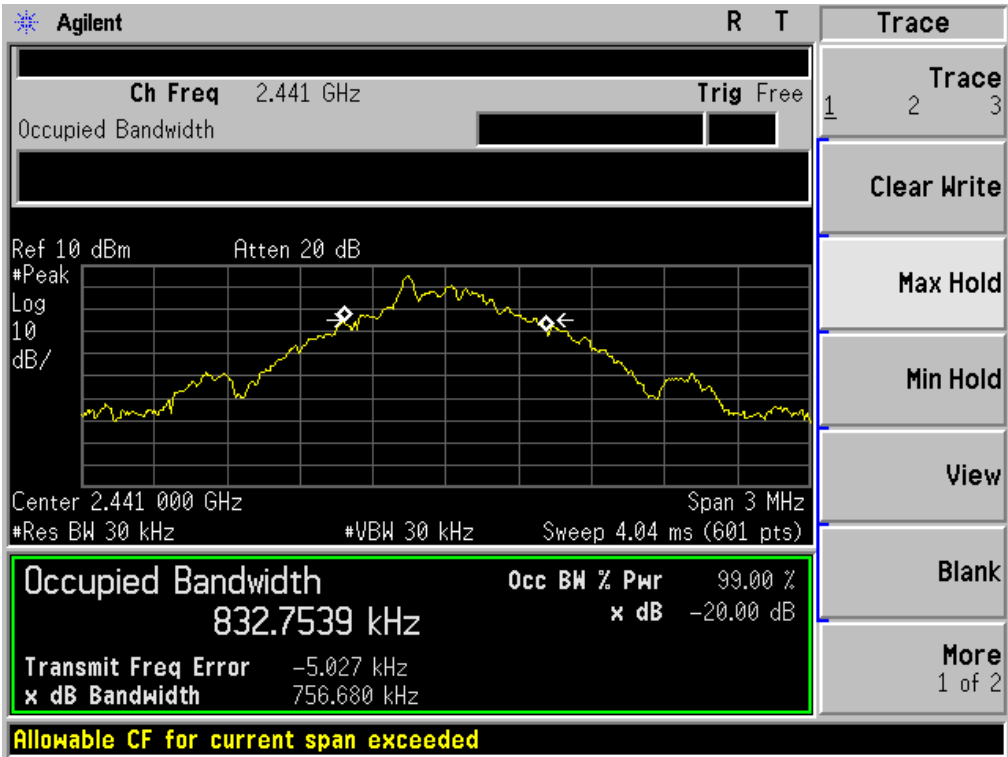 Agilent R T
Ch Freq 2.441 GHz Trig Free
Occupied Bandwidth
Ref 10 dBm Atten 20 dB
#Peak
Log
10
dB/
Center 2.441 000 GHz Span 3 MHz
#Res BW 30 kHz #VBW 30 kHz Sweep 4.04 ms (601 pts)
Occupied Bandwidth Occ BW % Pwr 99.00 %
832.7539 kHz x dB -20.00 dB
Transmit Freq Error -5.027 kHz
x dB Bandwidth 756.680 kHz
Allowable CF for current span exceeded
Trace
Trace
1 2 3
Clear Write
Max Hold
Min Hold
View
Blank
More
1 of 2